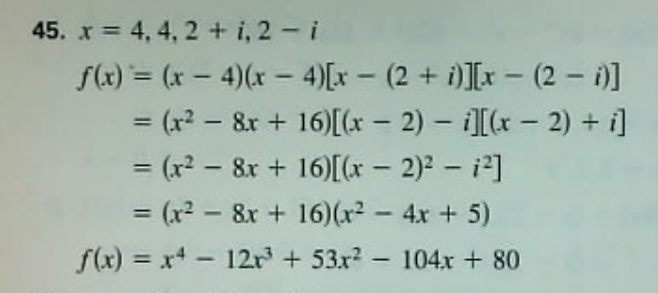 45. x = 4, 4, 2 + i, 2 − i
f(x) = (x − 4)(x − 4)[x − (2 + i)][x − (2 − i)]
= (x² − 8x + 16)[(x − 2) − i][(x − 2) + i]
= (x² − 8x + 16)[(x − 2)² − i²]
= (x² − 8x + 16)(x² − 4x + 5)
f(x) = x⁴ − 12x³ + 53x² − 104x + 80